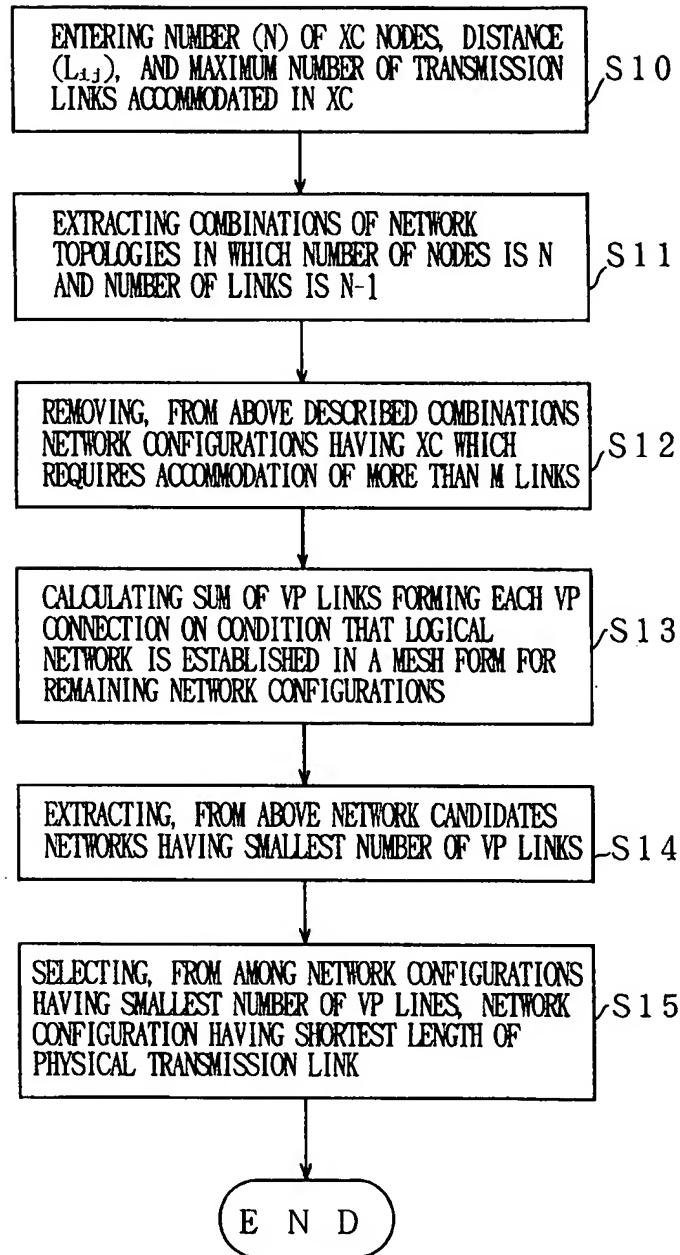 ENTERING NUMBER (N) OF XC NODES, DISTANCE
(Lij), AND MAXIMUM NUMBER OF TRANSMISSION
LINKS ACCOMMODATED IN XC
S10
EXTRACTING COMBINATIONS OF NETWORK
TOPOLOGIES IN WHICH NUMBER OF NODES IS N
AND NUMBER OF LINKS IS N-1
S11
REMOVING, FROM ABOVE DESCRIBED COMBINATIONS
NETWORK CONFIGURATIONS HAVING XC WHICH
REQUIRES ACCOMMODATION OF MORE THAN M LINKS
S12
CALCULATING SUM OF VP LINKS FORMING EACH VP
CONNECTION ON CONDITION THAT LOGICAL
NETWORK IS ESTABLISHED IN A MESH FORM FOR
REMAINING NETWORK CONFIGURATIONS
S13
EXTRACTING, FROM ABOVE NETWORK CANDIDATES
NETWORKS HAVING SMALLEST NUMBER OF VP LINKS
S14
SELECTING, FROM AMONG NETWORK CONFIGURATIONS
HAVING SMALLEST NUMBER OF VP LINES, NETWORK
CONFIGURATION HAVING SHORTEST LENGTH OF
PHYSICAL TRANSMISSION LINK
S15
END